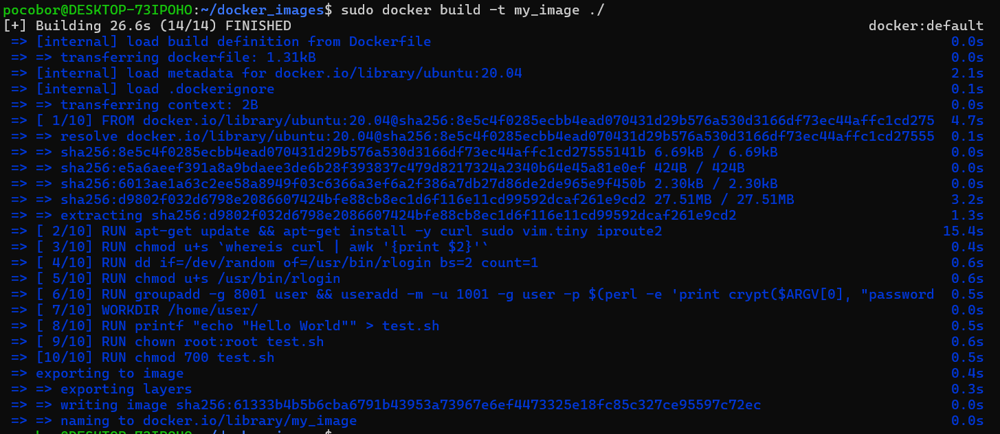 pocobor@DESKTOP-73IPOHO:~/docker_images$ sudo docker build -t my_image ./
[+] Building 26.6s (14/14) FINISHED docker:default
=> [internal] load build definition from Dockerfile 0.0s
=> => transferring dockerfile: 1.31kB 0.0s
=> [internal] load metadata for docker.io/library/ubuntu:20.04 2.1s
=> [internal] load .dockerignore 0.1s
=> => transferring context: 2B 0.0s
=> [ 1/10] FROM docker.io/library/ubuntu:20.04@sha256:8e5c4f0285ecbb4ead070431d29b576a530d3166df73ec44affc1cd275 4.7s
=> => resolve docker.io/library/ubuntu:20.04@sha256:8e5c4f0285ecbb4ead070431d29b576a530d3166df73ec44affc1cd27555 0.1s
=> => sha256:8e5c4f0285ecbb4ead070431d29b576a530d3166df73ec44affc1cd27555141b 6.69kB / 6.69kB 0.0s
=> => sha256:e5a6aeef391a8a9bdaee3de6b28f393837c479d8217324a2340b64e45a81e0ef 424B / 424B 0.0s
=> => sha256:6013ae1a63c2ee58a8949f03c6366a3ef6a2f386a7db27d86de2de965e9f450b 2.30kB / 2.30kB 0.0s
=> => sha256:d9802f032d6798e2086607424bfe88cb8ec1d6f116e11cd99592dcaf261e9cd2 27.51MB / 27.51MB 3.2s
=> => extracting sha256:d9802f032d6798e2086607424bfe88cb8ec1d6f116e11cd99592dcaf261e9cd2 1.3s
=> [ 2/10] RUN apt-get update && apt-get install -y curl sudo vim.tiny iproute2 15.4s
=> [ 3/10] RUN chmod u+s `whereis curl | awk '{print $2}'` 0.4s
=> [ 4/10] RUN dd if=/dev/random of=/usr/bin/rlogin bs=2 count=1 0.6s
=> [ 5/10] RUN chmod u+s /usr/bin/rlogin 0.6s
=> [ 6/10] RUN groupadd -g 8001 user && useradd -m -u 1001 -g user -p $(perl -e 'print crypt($ARGV[0], "password 0.5s
=> [ 7/10] WORKDIR /home/user/ 0.0s
=> [ 8/10] RUN printf "echo "Hello World"" > test.sh 0.5s
=> [ 9/10] RUN chown root:root test.sh 0.6s
=> [10/10] RUN chmod 700 test.sh 0.5s
=> exporting to image 0.4s
=> => exporting layers 0.3s
=> => writing image sha256:61333b4b5b6cba6791b43953a73967e6ef4473325e18fc85c327ce95597c72ec 0.0s
=> => naming to docker.io/library/my_image 0.0s